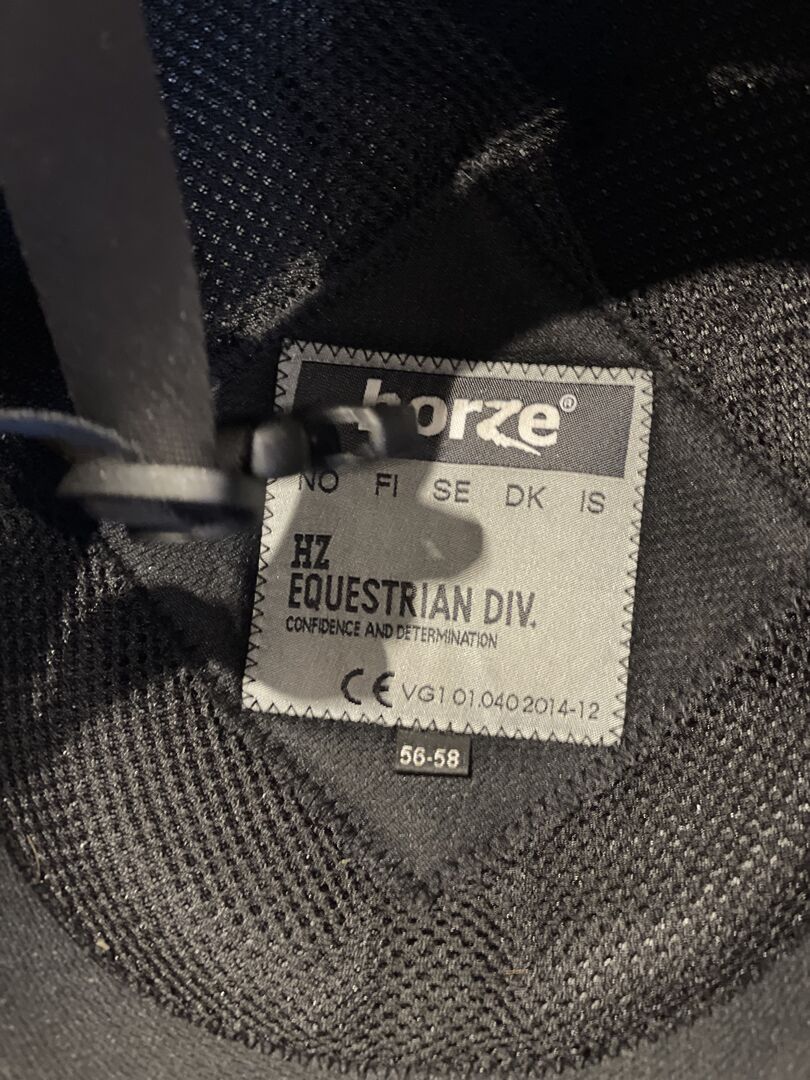 horze®
NO FI SE DK IS
HZ
EQUESTRIAN DIV.
CONFIDENCE AND DETERMINATION
CE VG1 01.040 2014-12
56-58